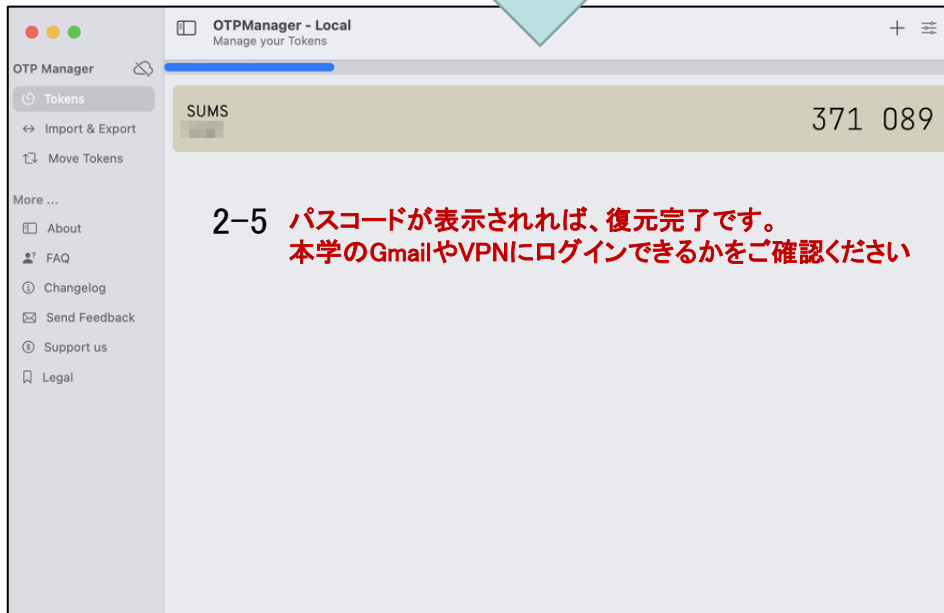 OTPManager - Local
Manage your Tokens
OTP Manager
Tokens
Import & Export
Move Tokens
More ...
About
FAQ
Changelog
Send Feedback
Support us
Legal
SUMS
371 089
2-5 パスコードが表示されれば、復元完了です。
本学のGmailやVPNにログインできるかをご確認ください